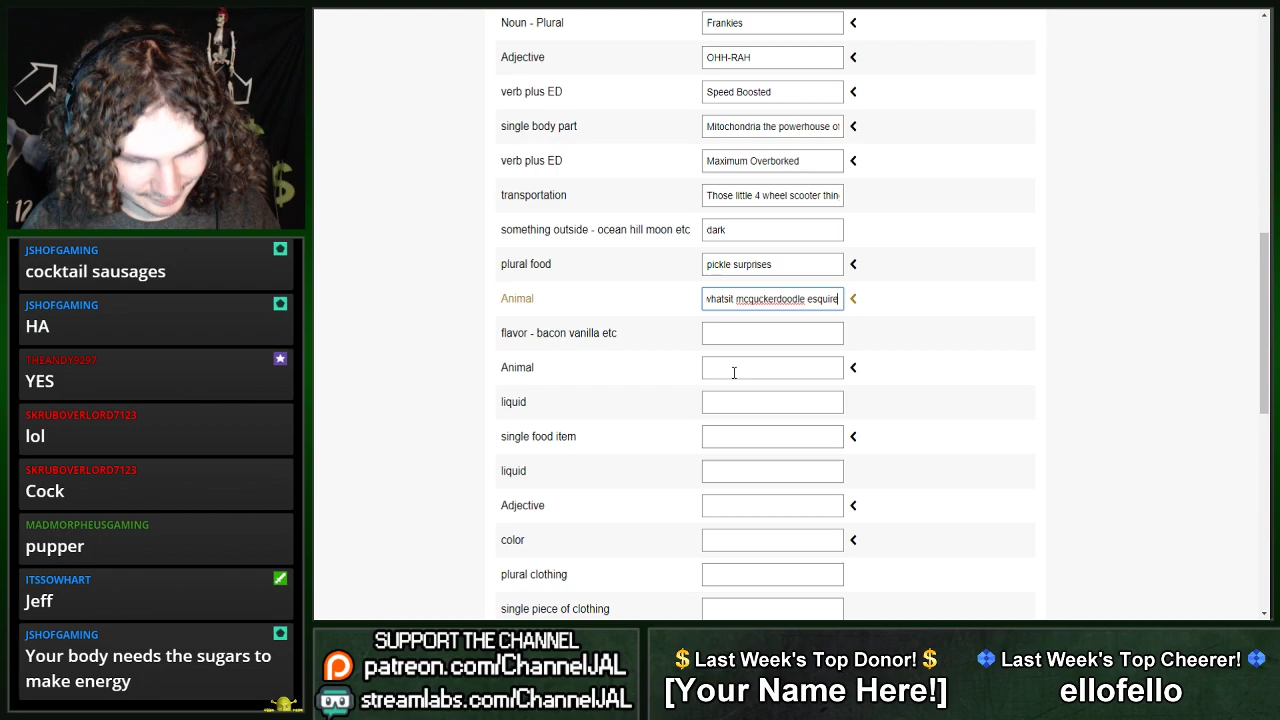 Noun - Plural Frankies
Adjective OHH-RAH
verb plus ED Speed Boosted
single body part Mitochondria the powerhouse of
verb plus ED Maximum Overborked
transportation Those little 4 wheel scooter thin
something outside - ocean hill moon etc dark
plural food pickle surprises
Animal whatsit mcquckerdoodle esquire
flavor - bacon vanilla etc
Animal
liquid
single food item
liquid
Adjective
color
plural clothing
single piece of clothing
12
$
JSHOFGAMING
cocktail sausages
JSHOFGAMING
HA
THEANDY9297
YES
SKRUBOVERLORD7123
lol
SKRUBOVERLORD7123
Cock
MADMORPHEUSGAMING
pupper
ITSSOWHART
Jeff
JSHOFGAMING
Your body needs the sugars to
make energy
SUPPORT THE CHANNEL
patreon.com/ChannelJAL
streamlabs.com/ChannelJAL
$ Last Week's Top Donor! $
[Your Name Here!]
Last Week's Top Cheerer!
ellofello